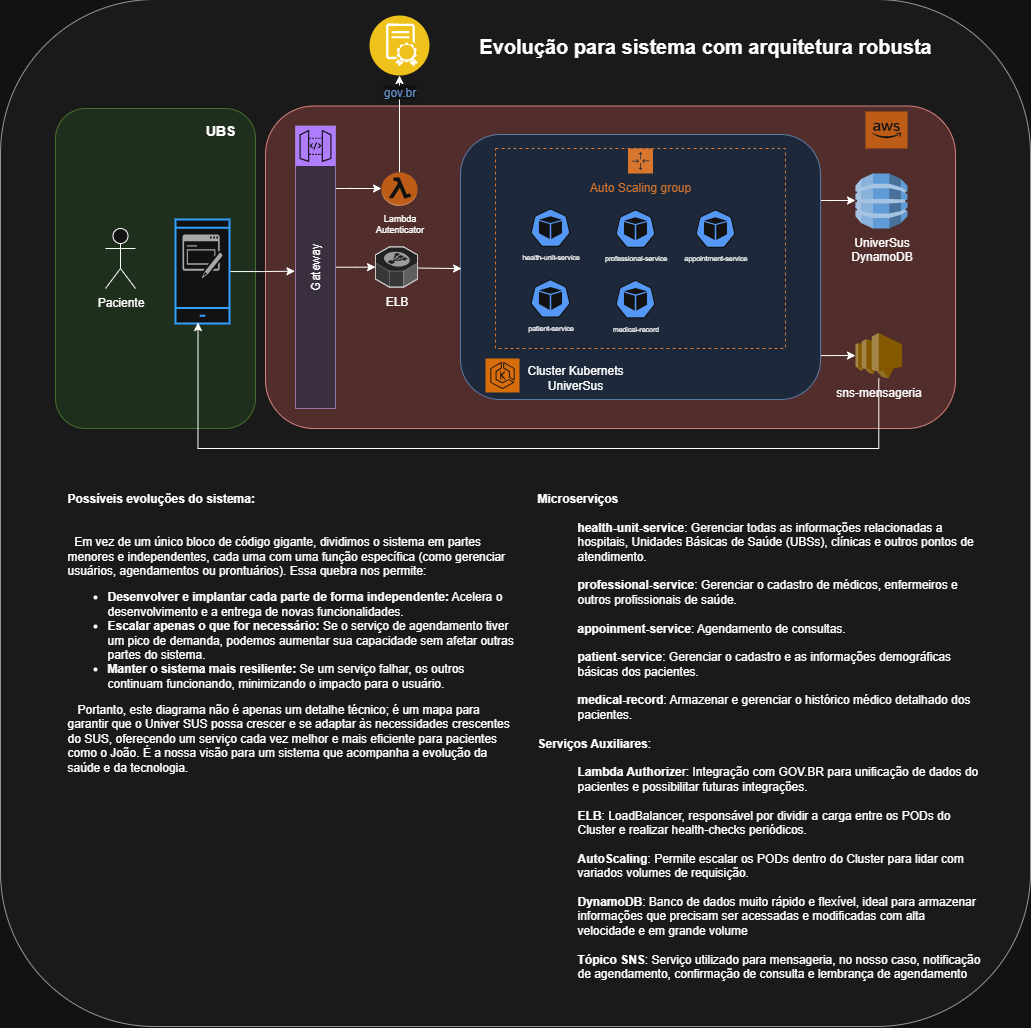 Evolução para sistema com arquitetura robusta
gov.br
UBS
aws
Auto Scaling group
Lambda
Autenticator
Gateway
Paciente
ELB
health-unit-service
professional-service
appointment-service
patient-service
medical-record
UniverSus
DynamoDB
K
Cluster Kubernets
UniverSus
sns-mensageria
Possíveis evoluções do sistema:
Em vez de um único bloco de código gigante, dividimos o sistema em partes
menores e independentes, cada uma com uma função específica (como gerenciar
usuários, agendamentos ou prontuários). Essa quebra nos permite:
• Desenvolver e implantar cada parte de forma independente: Acelera o
desenvolvimento e a entrega de novas funcionalidades.
• Escalar apenas o que for necessário: Se o serviço de agendamento tiver
um pico de demanda, podemos aumentar sua capacidade sem afetar outras
partes do sistema.
• Manter o sistema mais resiliente: Se um serviço falhar, os outros
continuam funcionando, minimizando o impacto para o usuário.
Portanto, este diagrama não é apenas um detalhe técnico; é um mapa para
garantir que o Univer SUS possa crescer e se adaptar às necessidades crescentes
do SUS, oferecendo um serviço cada vez melhor e mais eficiente para pacientes
como o João. É a nossa visão para um sistema que acompanha a evolução da
saúde e da tecnologia.
Microserviços
health-unit-service: Gerenciar todas as informações relacionadas a
hospitais, Unidades Básicas de Saúde (UBSs), clínicas e outros pontos de
atendimento.
professional-service: Gerenciar o cadastro de médicos, enfermeiros e
outros profissionais de saúde.
appoinment-service: Agendamento de consultas.
patient-service: Gerenciar o cadastro e as informações demográficas
básicas dos pacientes.
medical-record: Armazenar e gerenciar o histórico médico detalhado dos
pacientes.
Serviços Auxiliares:
Lambda Authorizer: Integração com GOV.BR para unificação de dados do
pacientes e possibilitar futuras integrações.
ELB: LoadBalancer, responsável por dividir a carga entre os PODs do
Cluster e realizar health-checks periódicos.
AutoScaling: Permite escalar os PODs dentro do Cluster para lidar com
variados volumes de requisição.
DynamoDB: Banco de dados muito rápido e flexível, ideal para armazenar
informações que precisam ser acessadas e modificadas com alta
velocidade e em grande volume
Tópico SNS: Serviço utilizado para mensageria, no nosso caso, notificação
de agendamento, confirmação de consulta e lembrança de agendamento